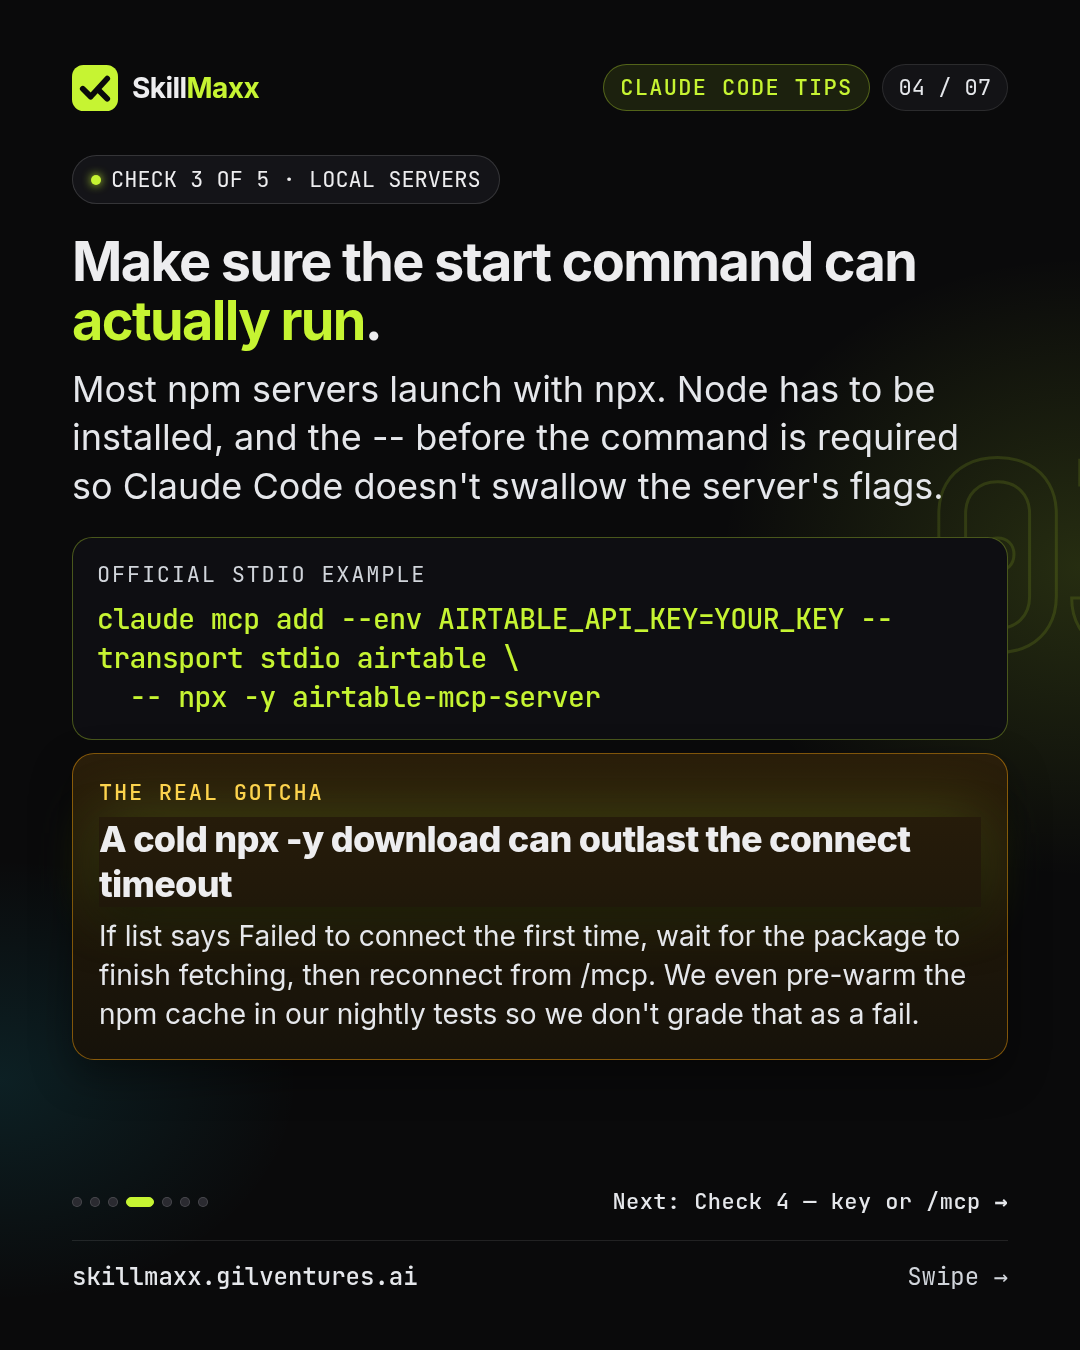 SkillMaxx
CLAUDE CODE TIPS
04 / 07
CHECK 3 OF 5 · LOCAL SERVERS
Make sure the start command can
actually run.
Most npm servers launch with npx. Node has to be
installed, and the -- before the command is required
so Claude Code doesn't swallow the server's flags.
OFFICIAL STDIO EXAMPLE
claude mcp add --env AIRTABLE_API_KEY=YOUR_KEY --
transport stdio airtable \
  -- npx -y airtable-mcp-server
THE REAL GOTCHA
A cold npx -y download can outlast the connect
timeout
If list says Failed to connect the first time, wait for the package to
finish fetching, then reconnect from /mcp. We even pre-warm the
npm cache in our nightly tests so we don't grade that as a fail.
Next: Check 4 — key or /mcp →
skillmaxx.gilventures.ai
Swipe →